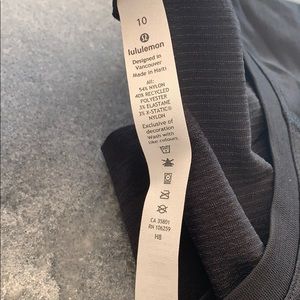 10
lululemon
Designed in
Vancouver
Made in Haiti
All:
54% NYLON
40% RECYCLED
POLYESTER
3% ELASTANE
3% X-STATIC®
NYLON
Exclusive of
decoration
Wash with
like colours.
CA 35801
RN 106259
HB